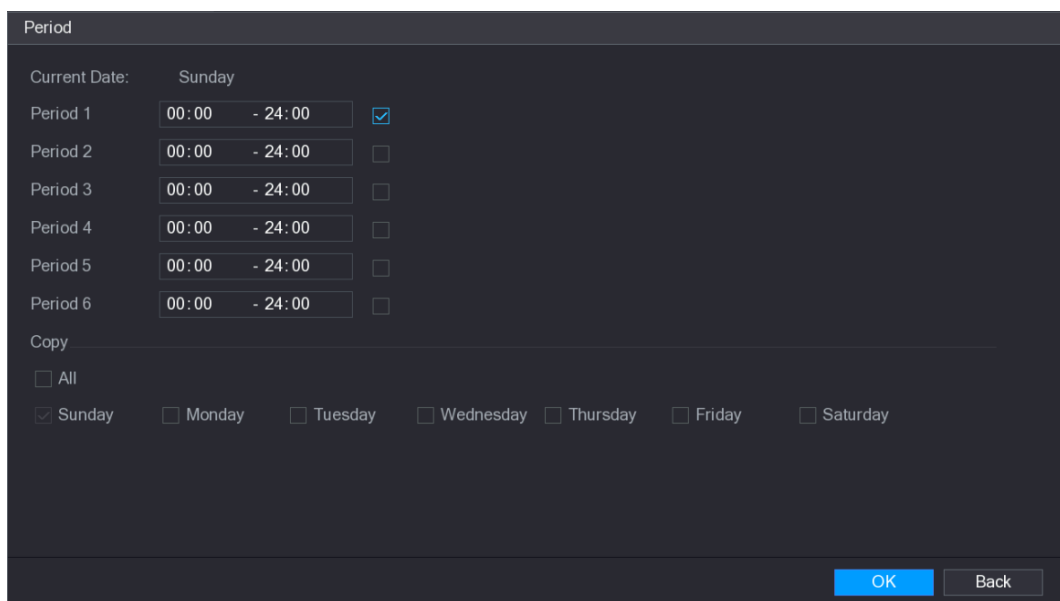 Period
Current Date: Sunday
Period 1 00:00 - 24:00
Period 2 00:00 - 24:00
Period 3 00:00 - 24:00
Period 4 00:00 - 24:00
Period 5 00:00 - 24:00
Period 6 00:00 - 24:00
Copy
All
Sunday Monday Tuesday Wednesday Thursday Friday Saturday
OK Back